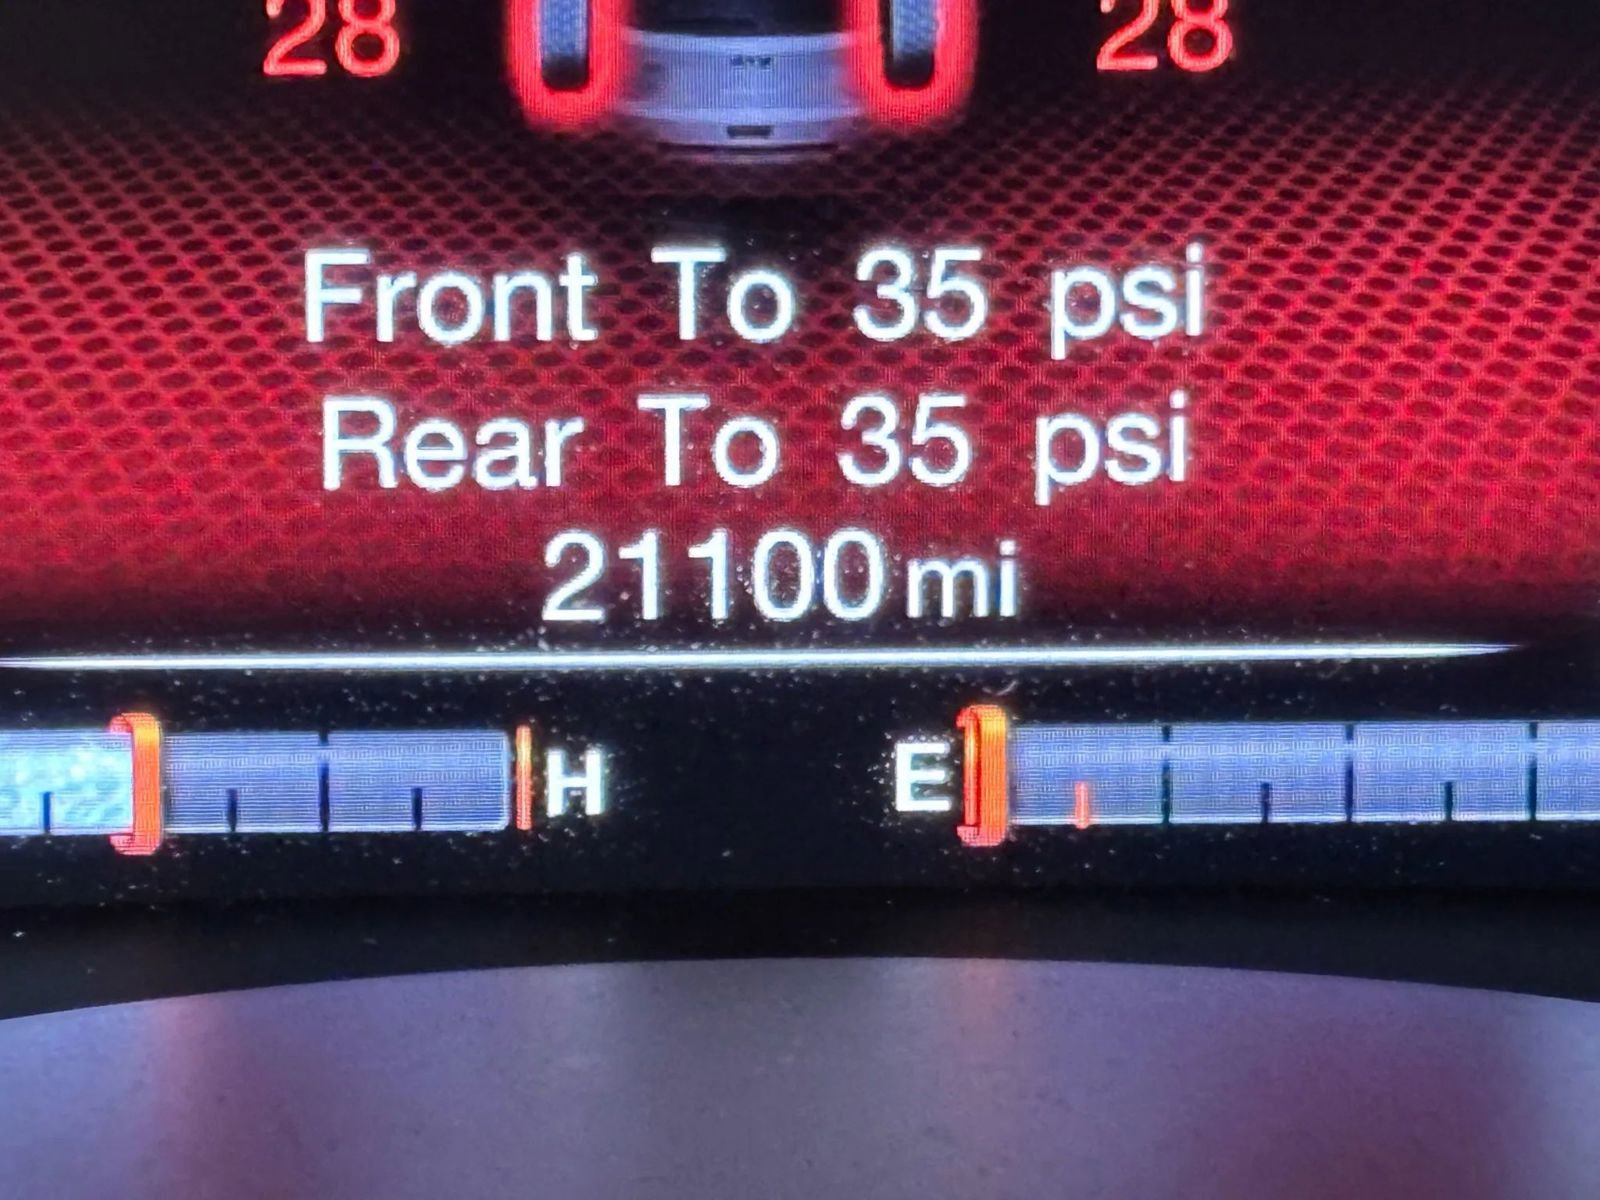 28 28
Front To 35 psi
Rear To 35 psi
21100 mi
H E